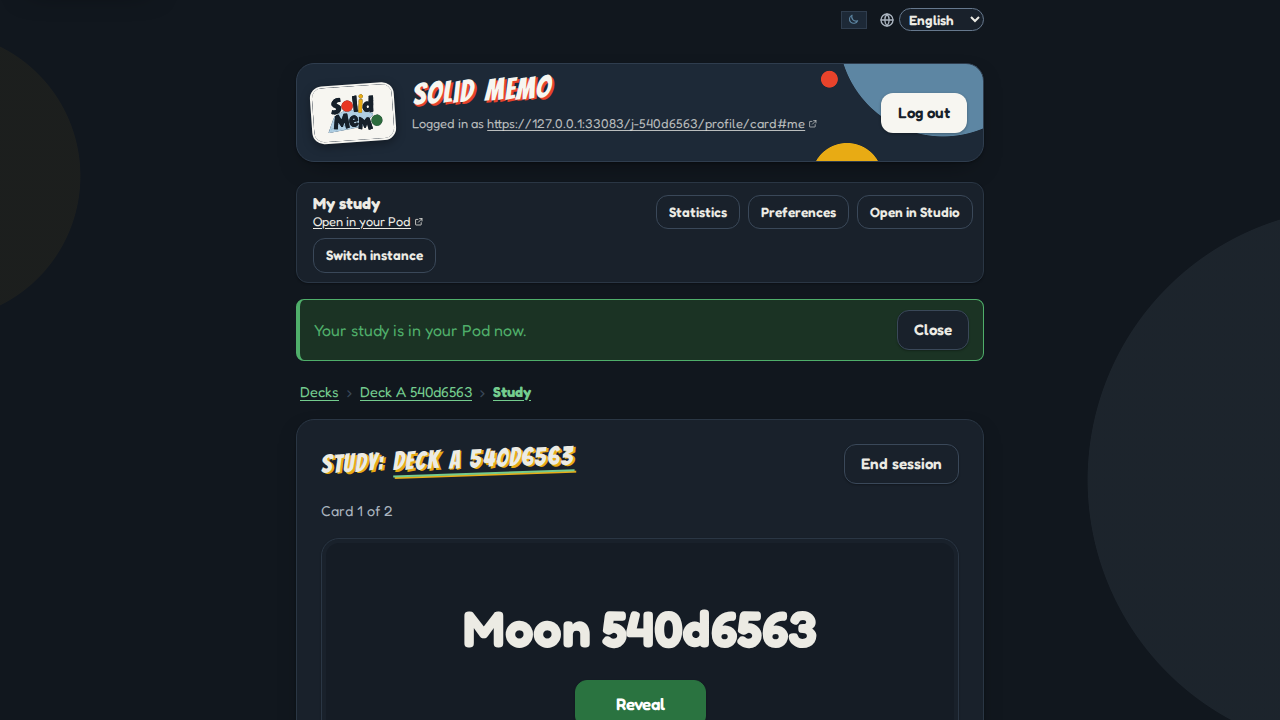 English
Solid Memo
SOLID MEMO
Logged in as https://127.0.0.1:33083/j-540d6563/profile/card#me
Log out
My study
Open in your Pod
Statistics
Preferences
Open in Studio
Switch instance
Your study is in your Pod now.
Close
Decks › Deck A 540d6563 › Study
STUDY: DECK A 540D6563
End session
Card 1 of 2
Moon 540d6563
Reveal